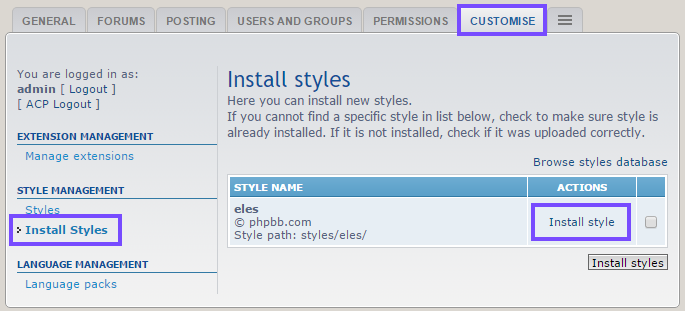 GENERAL FORUMS POSTING USERS AND GROUPS PERMISSIONS CUSTOMISE
You are logged in as:
admin [ Logout ]
[ ACP Logout ]
EXTENSION MANAGEMENT
Manage extensions
STYLE MANAGEMENT
Styles
Install Styles
LANGUAGE MANAGEMENT
Language packs
Install styles
Here you can install new styles.
If you cannot find a specific style in list below, check to make sure style is
already installed. If it is not installed, check if it was uploaded correctly.
Browse styles database
STYLE NAME ACTIONS
eles
© phpbb.com
Style path: styles/eles/
Install style
Install styles